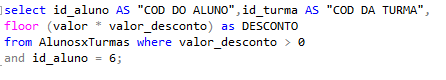 select id_aluno AS "COD DO ALUNO",id_turma AS "COD DA TURMA",
floor (valor * valor_desconto) as DESCONTO
from AlunosxTurmas where valor_desconto > 0
and id_aluno = 6;